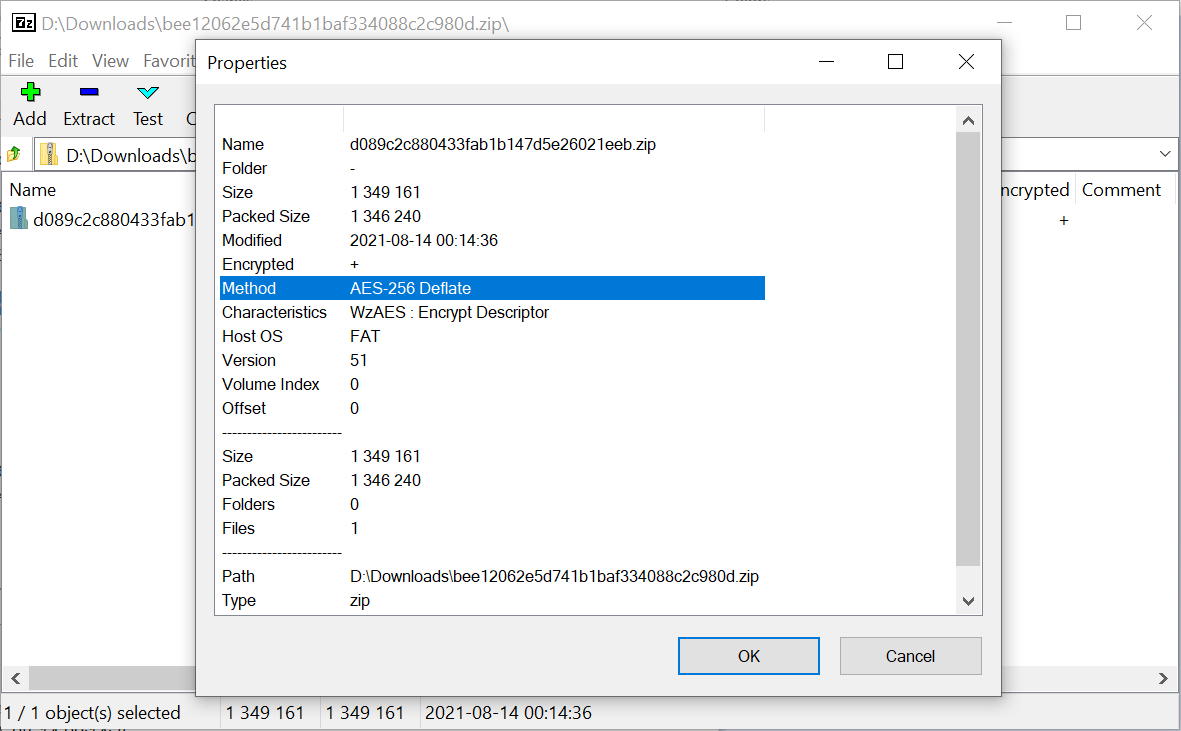 7z D:\Downloads\bee12062e5d741b1baf334088c2c980d.zip\
File Edit View Favorit
Add Extract Test
D:\Downloads\b
Name ncrypted Comment
d089c2c880433fab1 +
Properties
Name d089c2c880433fab1b147d5e26021eeb.zip
Folder -
Size 1 349 161
Packed Size 1 346 240
Modified 2021-08-14 00:14:36
Encrypted +
Method AES-256 Deflate
Characteristics WzAES : Encrypt Descriptor
Host OS FAT
Version 51
Volume Index 0
Offset 0
------------------------
Size 1 349 161
Packed Size 1 346 240
Folders 0
Files 1
------------------------
Path D:\Downloads\bee12062e5d741b1baf334088c2c980d.zip
Type zip
OK Cancel
1 / 1 object(s) selected 1 349 161 1 349 161 2021-08-14 00:14:36